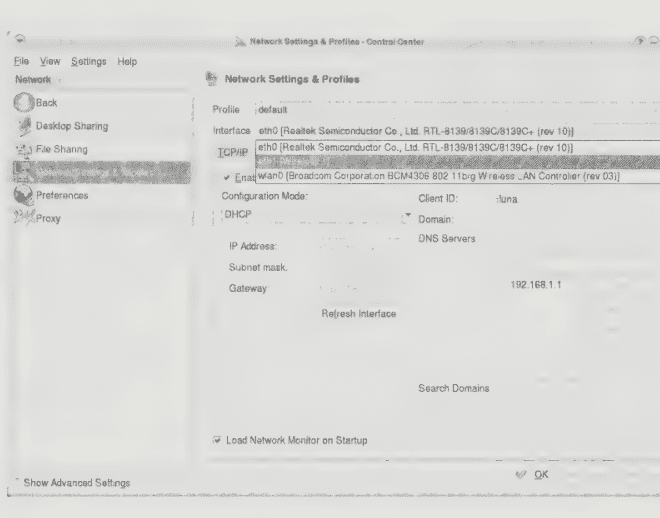 Network Settings & Profiles - Control Center
File View Settings Help
Network
Back
Desktop Sharing
File Sharing
Preferences
Proxy
Show Advanced Settings
Network Settings & Profiles
Profile default
Interface eth0 [Realtek Semiconductor Co., Ltd. RTL-8139/8139C/8139C+ (rev 10)]
TCP/IP
eth0 [Realtek Semiconductor Co., Ltd. RTL-8139/8139C/8139C+ (rev 10)]
wlan0 [Broadcom Corporation BCM4306 802 11b/g Wireless LAN Controller (rev 03)]
Enab
Configuration Mode:
DHCP
IP Address:
Subnet mask.
Gateway
Refresh Interface
Client ID: luna
Domain:
DNS Servers
192.168.1.1
Search Domains
Load Network Monitor on Startup
OK